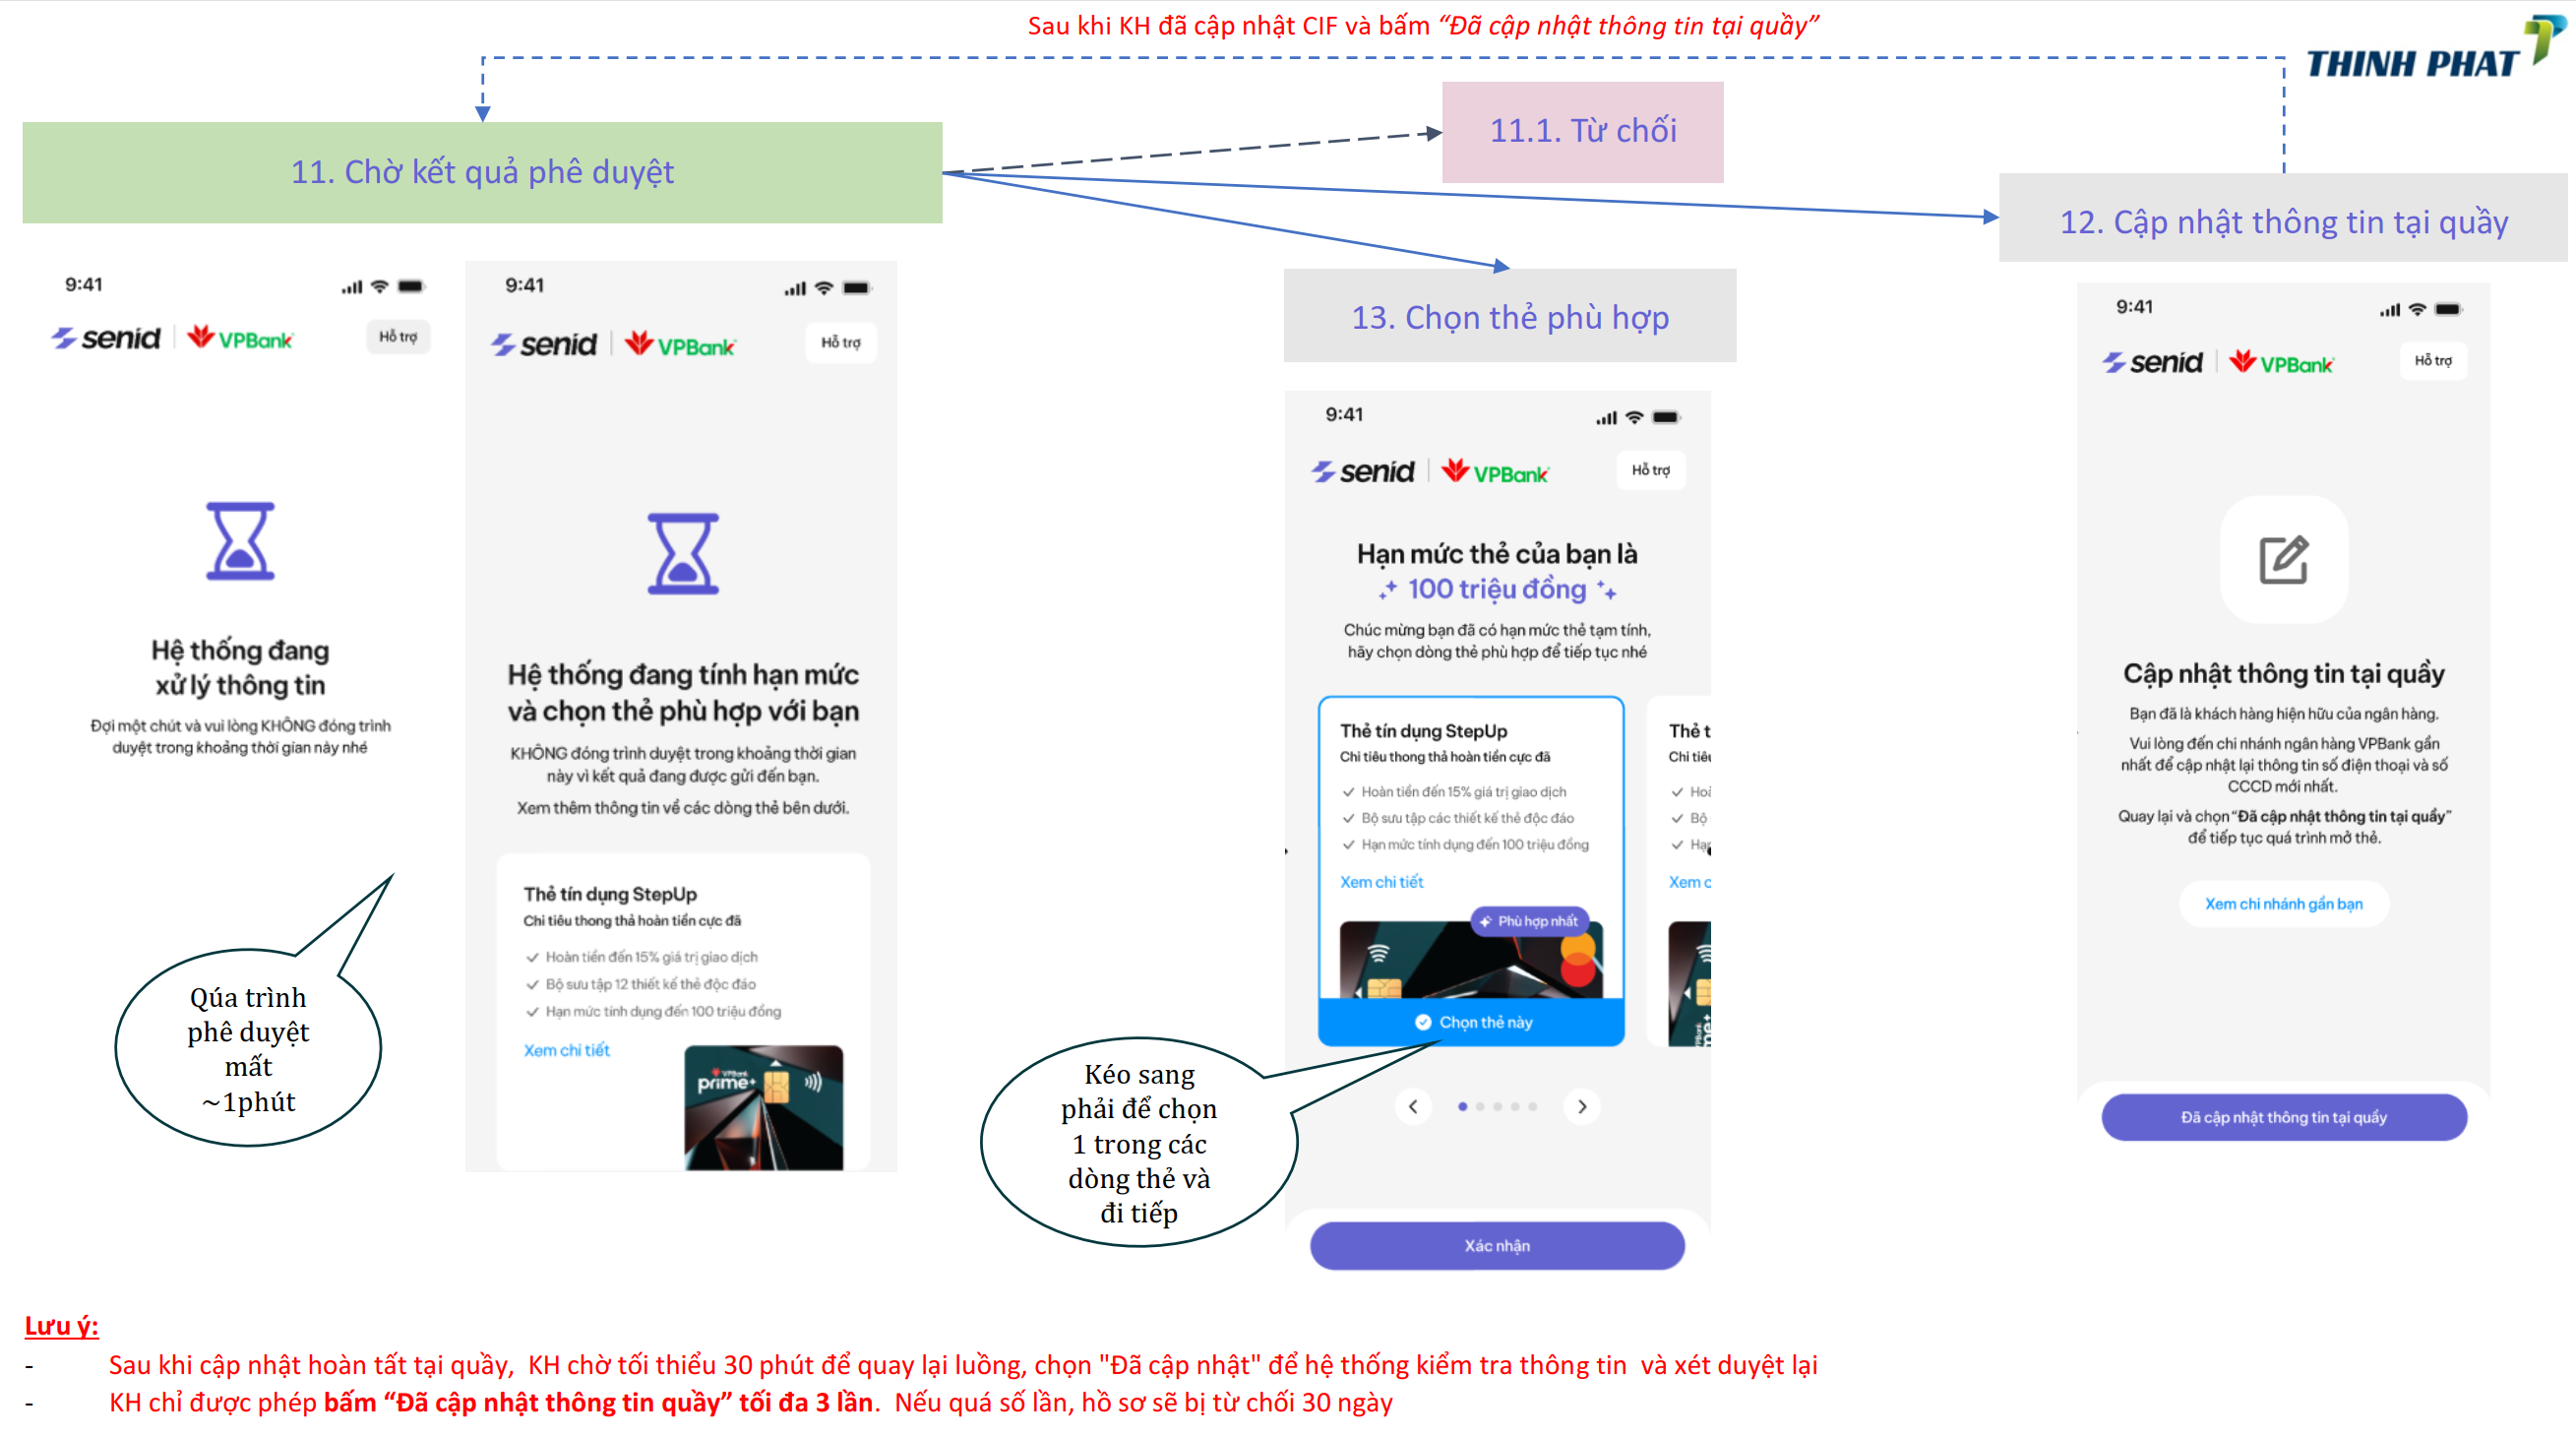 Sau khi KH đã cập nhật CIF và bấm “Đã cập nhật thông tin tại quầy”
THINH PHAT
11. Chờ kết quả phê duyệt
11.1. Từ chối
12. Cập nhật thông tin tại quầy
13. Chọn thẻ phù hợp
9:41
senid | VPBank
Hỗ trợ
Hệ thống đang
xử lý thông tin
Đợi một chút và vui lòng KHÔNG đóng trình
duyệt trong khoảng thời gian này nhé
Qúa trình
phê duyệt
mất
~1phút
9:41
senid | VPBank
Hỗ trợ
Hệ thống đang tính hạn mức
và chọn thẻ phù hợp với bạn
KHÔNG đóng trình duyệt trong khoảng thời gian
này vì kết quả đang được gửi đến bạn.
Xem thêm thông tin về các dòng thẻ bên dưới.
Thẻ tín dụng StepUp
Chi tiêu thong thả hoàn tiền cực đã
Hoàn tiền đến 15% giá trị giao dịch
Bộ sưu tập 12 thiết kế thẻ độc đáo
Hạn mức tính dụng đến 100 triệu đồng
Xem chi tiết
VPBank
prime+
9:41
senid | VPBank
Hỗ trợ
Hạn mức thẻ của bạn là
100 triệu đồng
Chúc mừng bạn đã có hạn mức thẻ tạm tính,
hãy chọn dòng thẻ phù hợp để tiếp tục nhé
Thẻ tín dụng StepUp
Chi tiêu thong thả hoàn tiền cực đã
Hoàn tiền đến 15% giá trị giao dịch
Bộ sưu tập các thiết kế thẻ độc đáo
Hạn mức tính dụng đến 100 triệu đồng
Xem chi tiết
Phù hợp nhất
Chọn thẻ này
Thẻ t
Chi tiêu
Hoà
Bộ
Hạn
Xem c
Kéo sang
phải để chọn
1 trong các
dòng thẻ và
đi tiếp
Xác nhận
9:41
senid | VPBank
Hỗ trợ
Cập nhật thông tin tại quầy
Bạn đã là khách hàng hiện hữu của ngân hàng.
Vui lòng đến chi nhánh ngân hàng VPBank gần
nhất để cập nhật lại thông tin số điện thoại và số
CCCD mới nhất.
Quay lại và chọn “Đã cập nhật thông tin tại quầy”
để tiếp tục quá trình mở thẻ.
Xem chi nhánh gần bạn
Đã cập nhật thông tin tại quầy
Lưu ý:
- Sau khi cập nhật hoàn tất tại quầy, KH chờ tối thiểu 30 phút để quay lại luồng, chọn "Đã cập nhật" để hệ thống kiểm tra thông tin và xét duyệt lại
- KH chỉ được phép bấm “Đã cập nhật thông tin quầy” tối đa 3 lần. Nếu quá số lần, hồ sơ sẽ bị từ chối 30 ngày